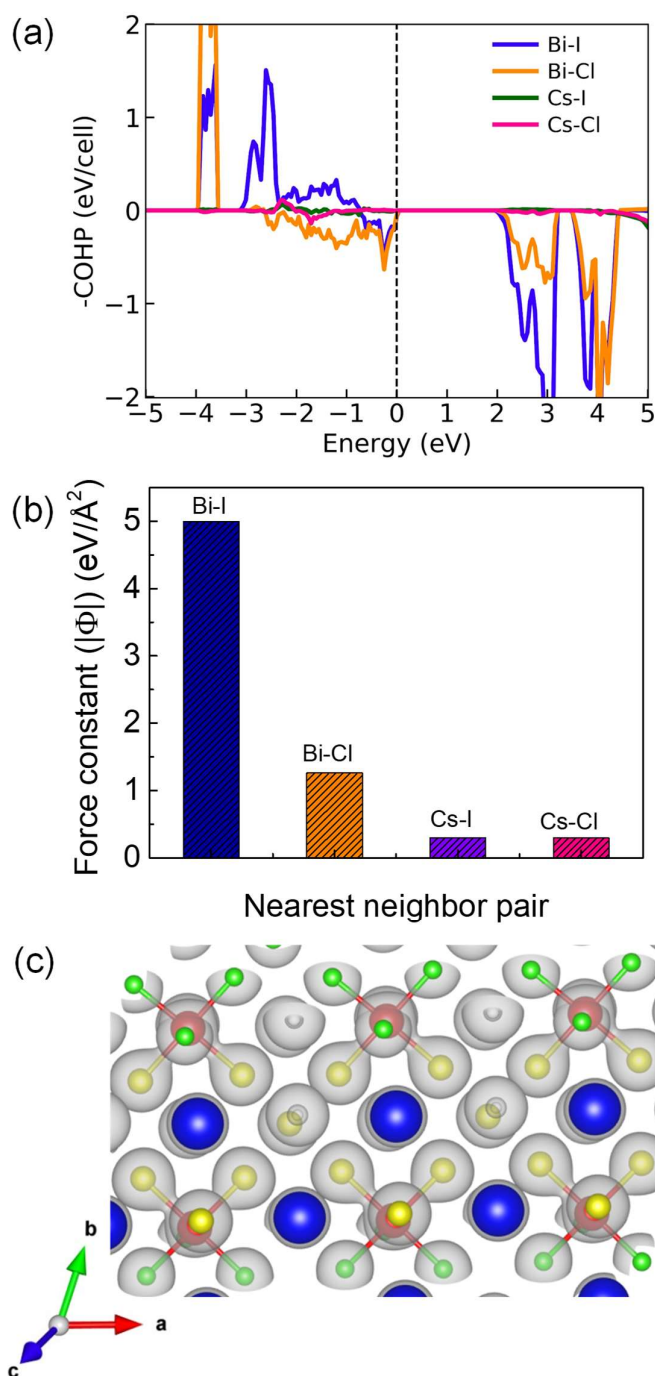 (a)
2
1
0
−1
−2
-COHP (eV/cell)
Bi-I
Bi-Cl
Cs-I
Cs-Cl
−5 −4 −3 −2 −1 0 1 2 3 4 5
Energy (eV)
(b)
Force constant (|Φ|) (eV/Å²)
5
4
3
2
1
0
Bi-I
Bi-Cl
Cs-I
Cs-Cl
Nearest neighbor pair
(c)
b
a
c